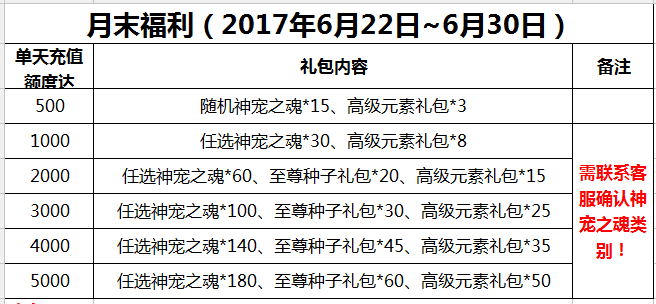 月末福利（2017年6月22日~6月30日）
单天充值
额度达
礼包内容
备注
500
随机神宠之魂*15、高级元素礼包*3
1000
任选神宠之魂*30、高级元素礼包*8
2000
任选神宠之魂*60、至尊种子礼包*20、高级元素礼包*15
3000
任选神宠之魂*100、至尊种子礼包*30、高级元素礼包*25
4000
任选神宠之魂*140、至尊种子礼包*45、高级元素礼包*35
5000
任选神宠之魂*180、至尊种子礼包*60、高级元素礼包*50
需联系客
服确认神
宠之魂类
别！